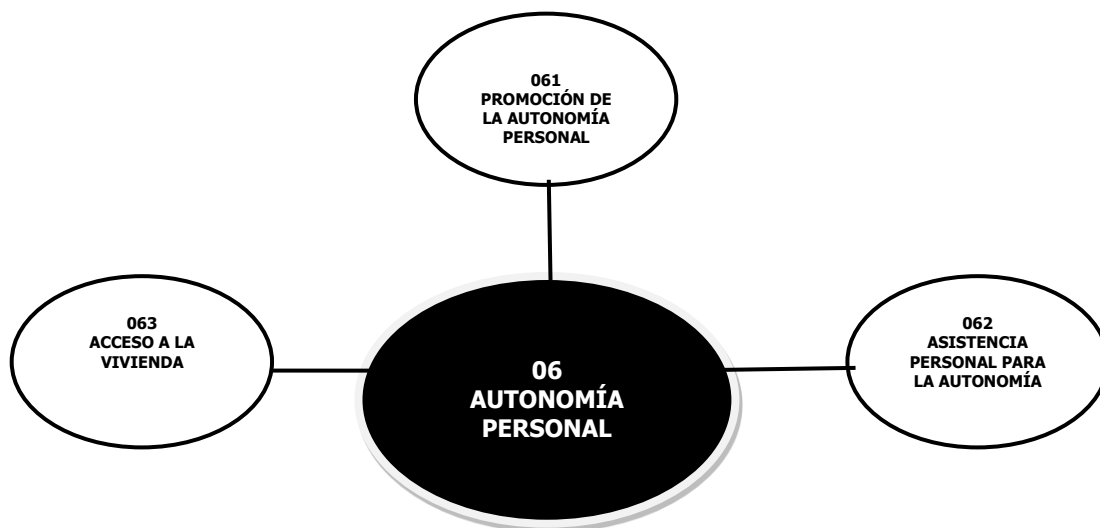 061
PROMOCIÓN DE
LA AUTONOMÍA
PERSONAL
063
ACCESO A LA
VIVIENDA
062
ASISTENCIA
PERSONAL PARA
LA AUTONOMÍA
06
AUTONOMÍA
PERSONAL